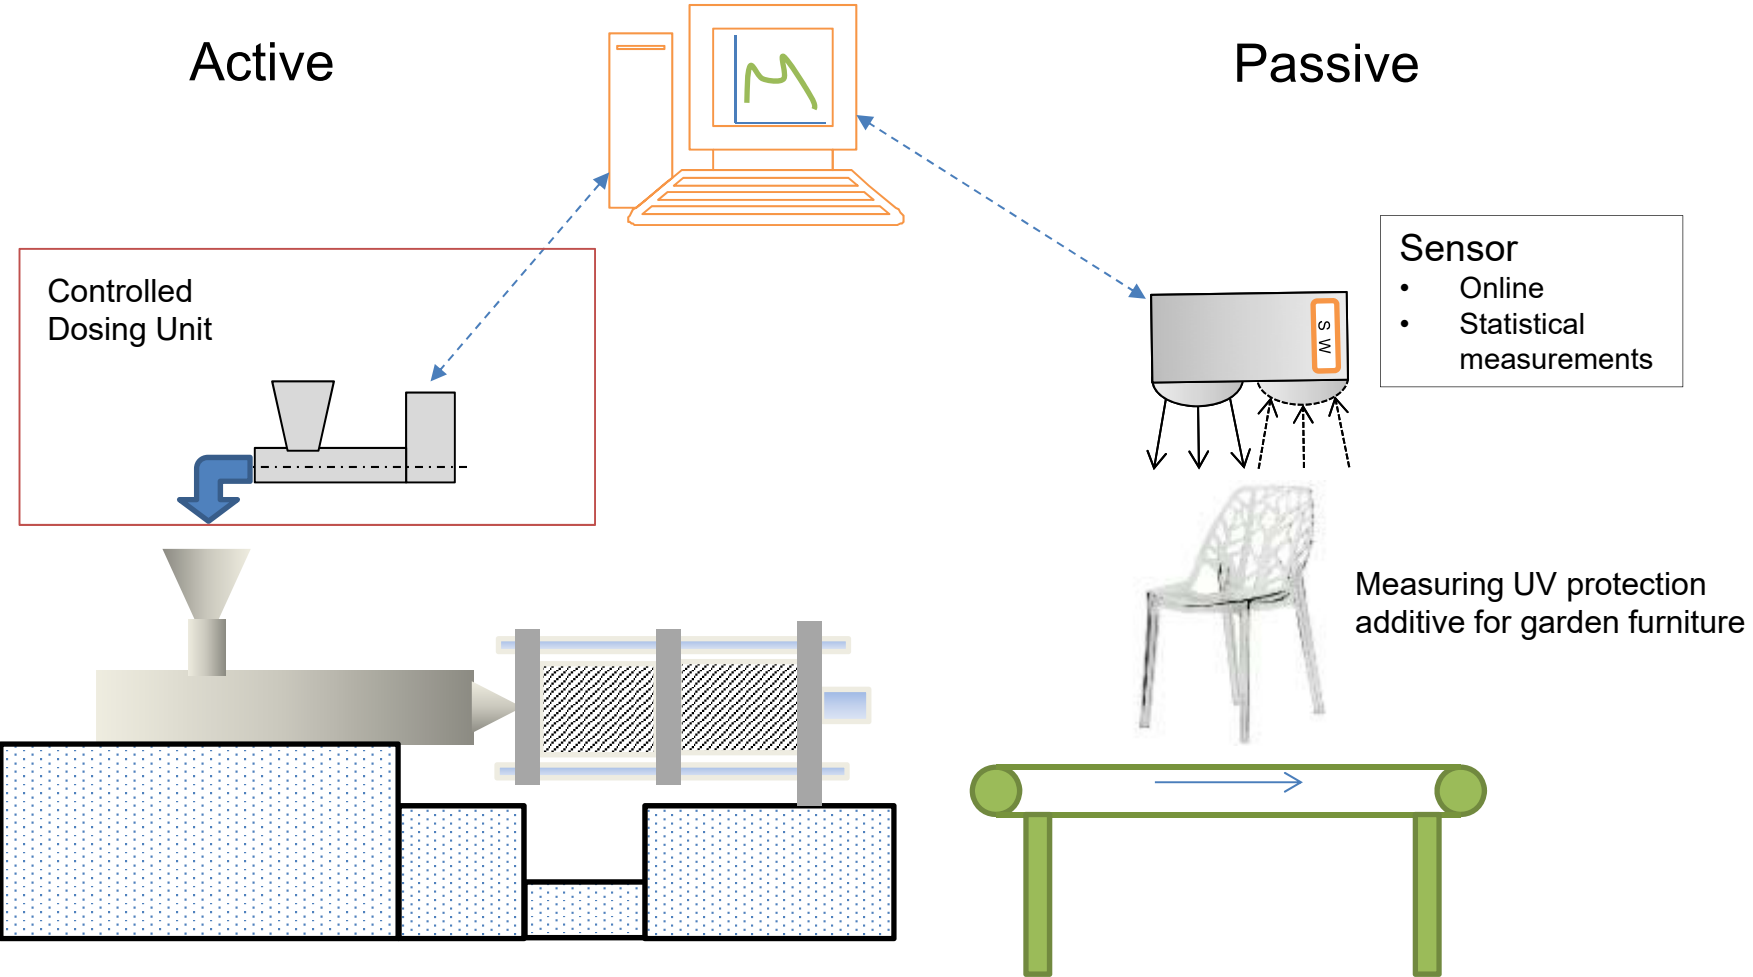 Active
Passive
Controlled
Dosing Unit
Sensor
• Online
• Statistical
measurements
S W
Measuring UV protection
additive for garden furniture